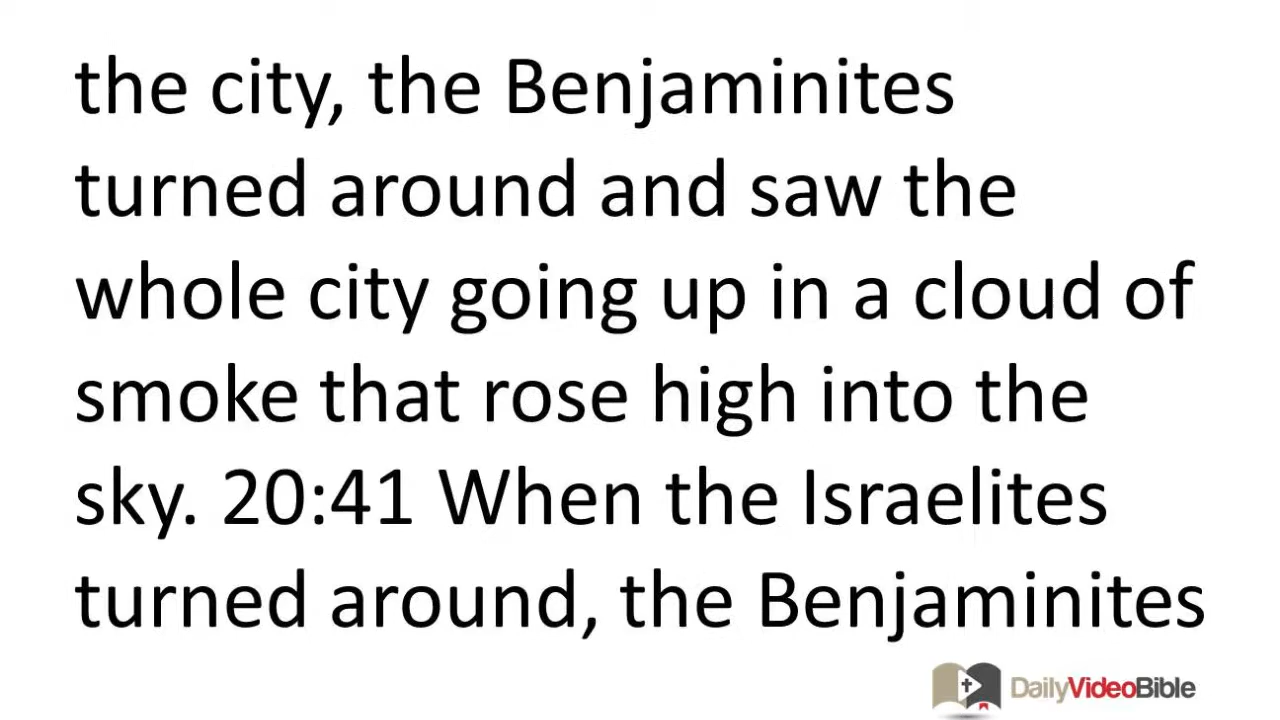 the city, the Benjaminites
turned around and saw the
whole city going up in a cloud of
smoke that rose high into the
sky. 20:41 When the Israelites
turned around, the Benjaminites
DailyVideoBible